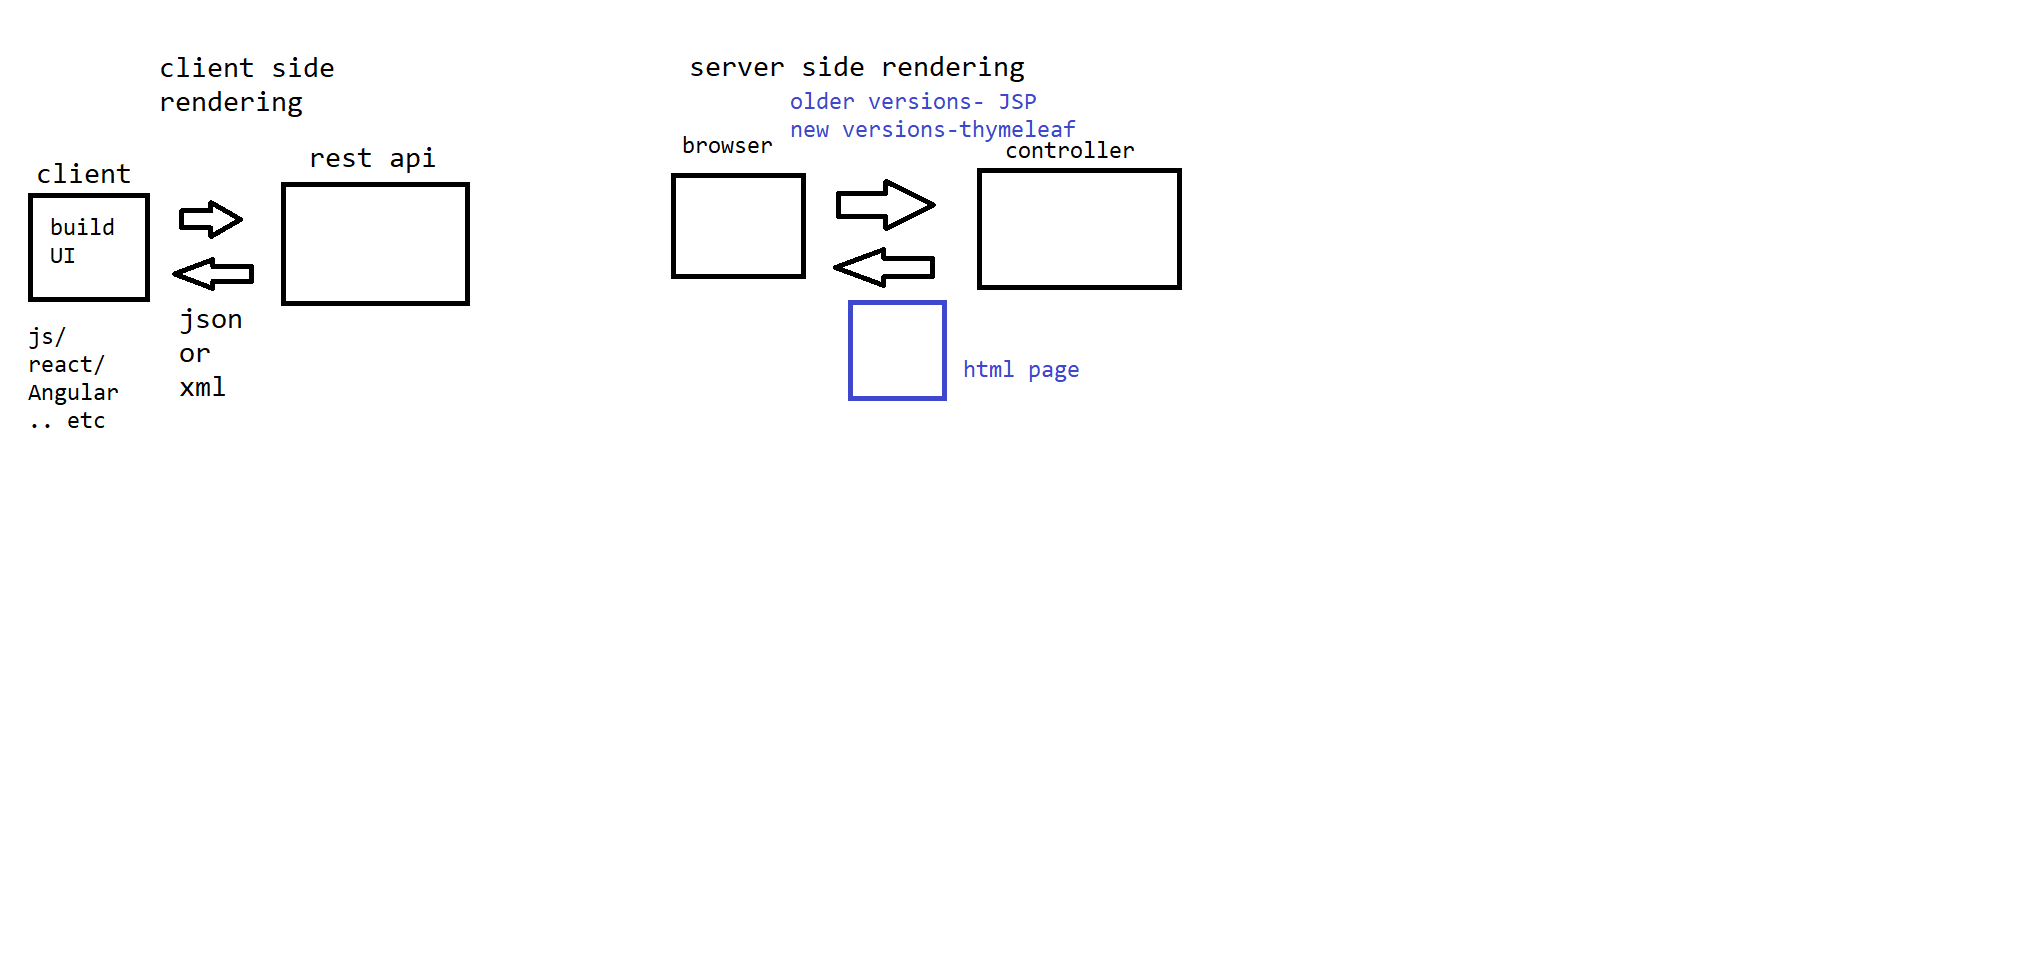 client side
rendering
client
rest api
build
UI
js/
react/
Angular
.. etc
json
or
xml
server side rendering
older versions- JSP
new versions-thymeleaf
browser
controller
html page